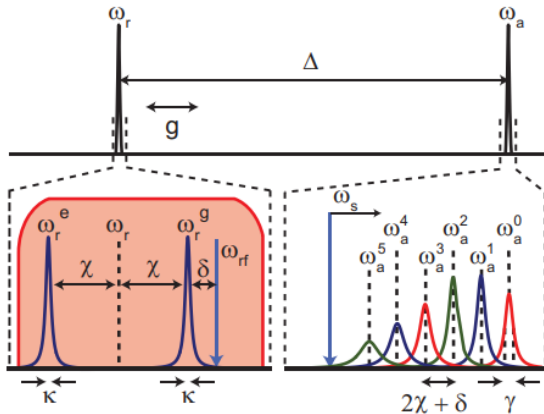 ω_r ω_a
Δ
g
ω_r^e ω_r ω_r^g ω_rf
χ χ δ
κ κ
ω_s
ω_a^5 ω_a^4 ω_a^3 ω_a^2 ω_a^1 ω_a^0
2χ + δ γ